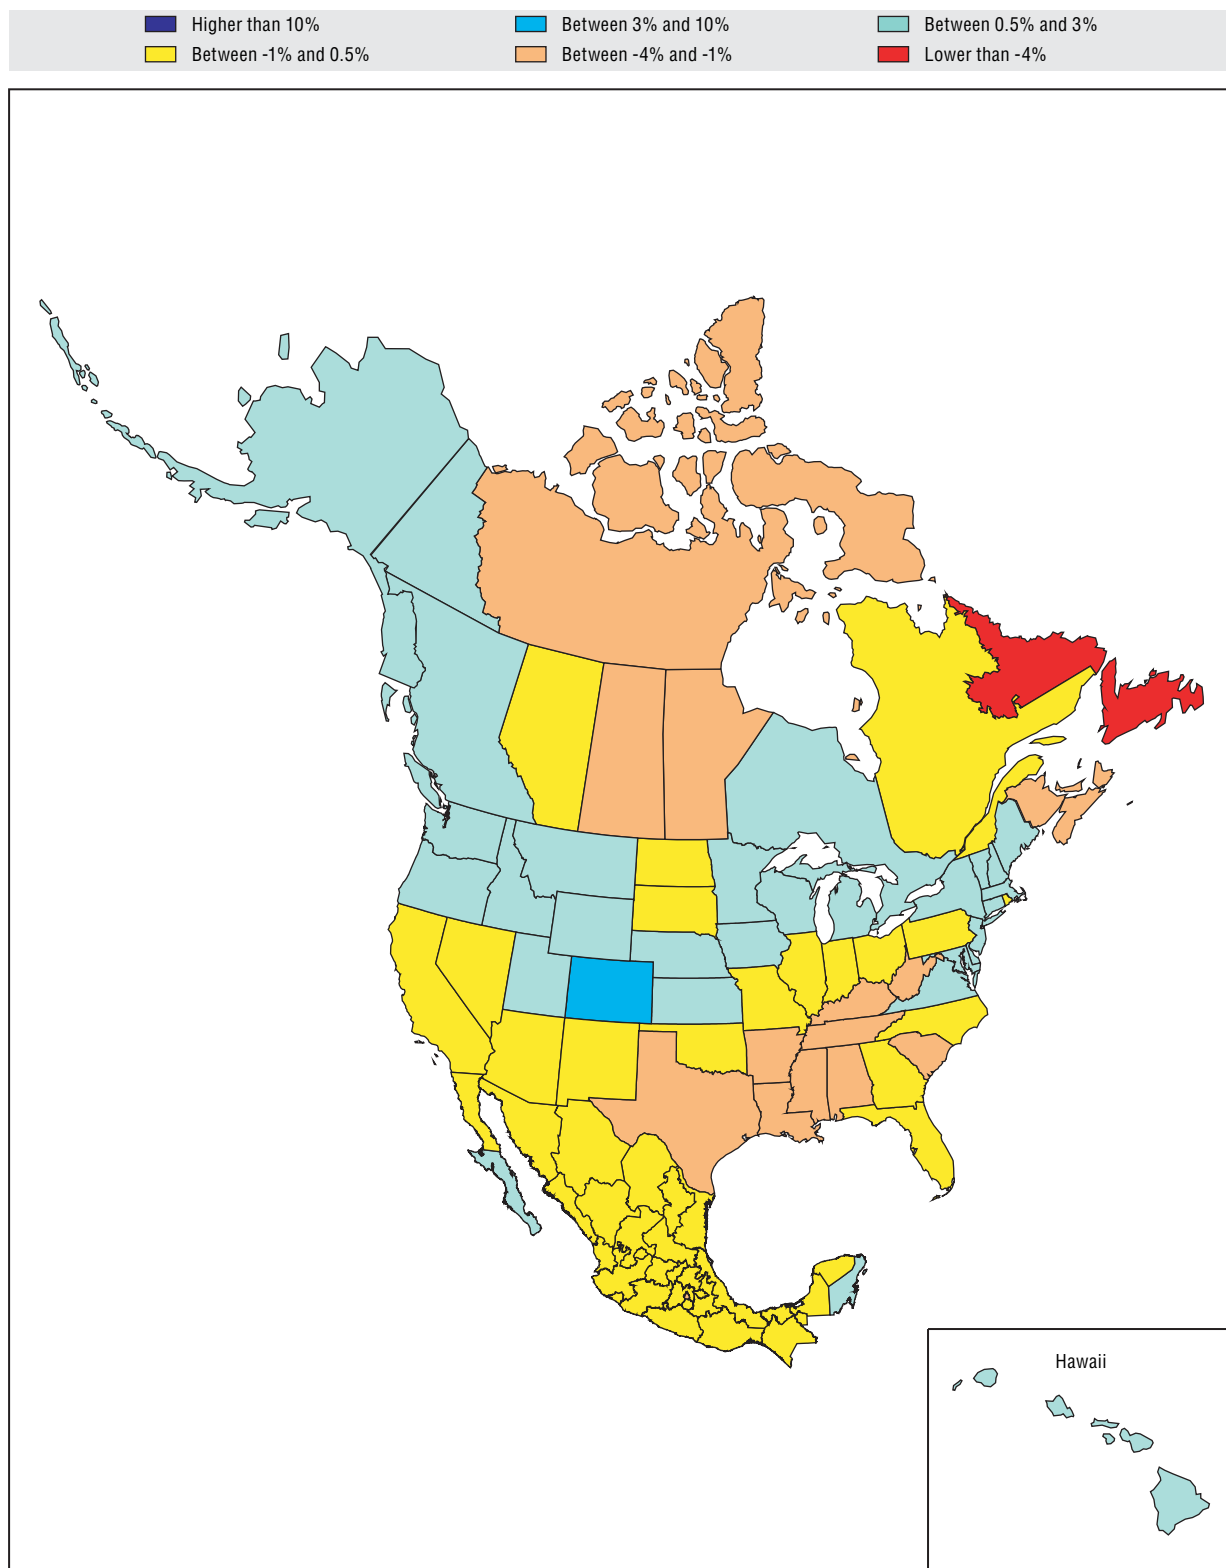 Higher than 10%
Between 3% and 10%
Between 0.5% and 3%
Between -1% and 0.5%
Between -4% and -1%
Lower than -4%
Hawaii